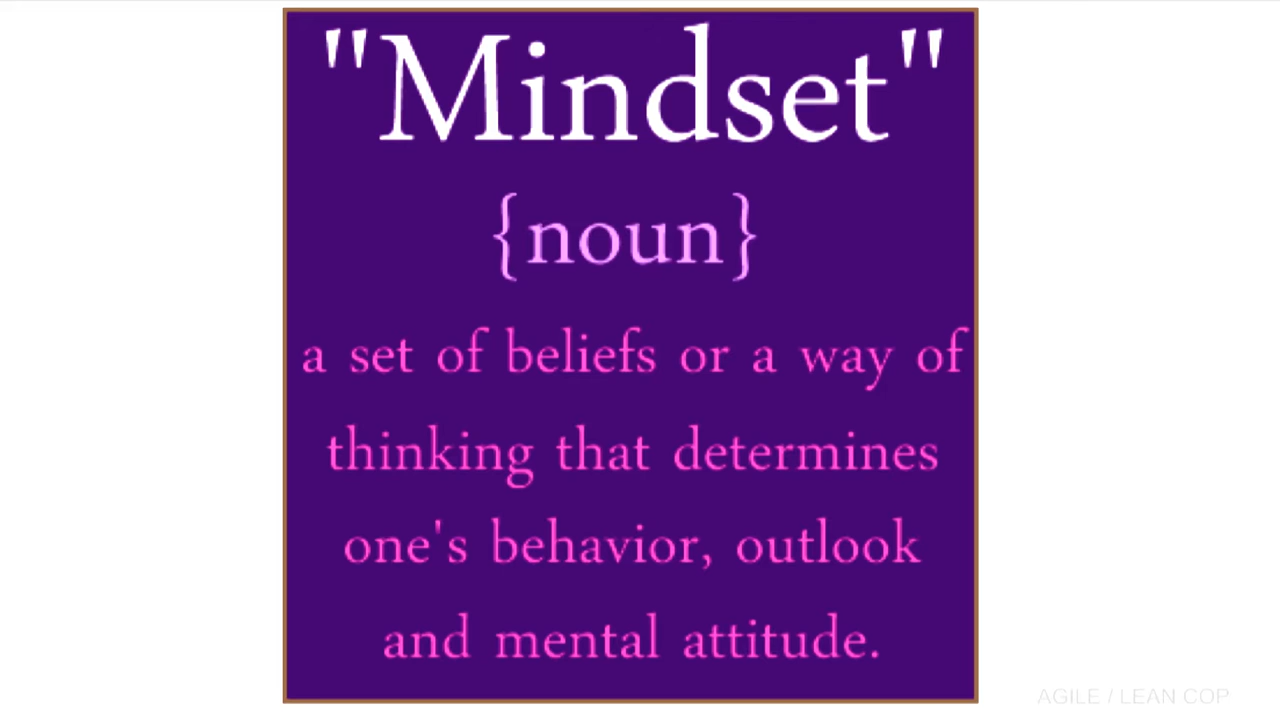 "Mindset"
{noun}
a set of beliefs or a way of
thinking that determines
one's behavior, outlook
and mental attitude.
AGILE / LEAN COP